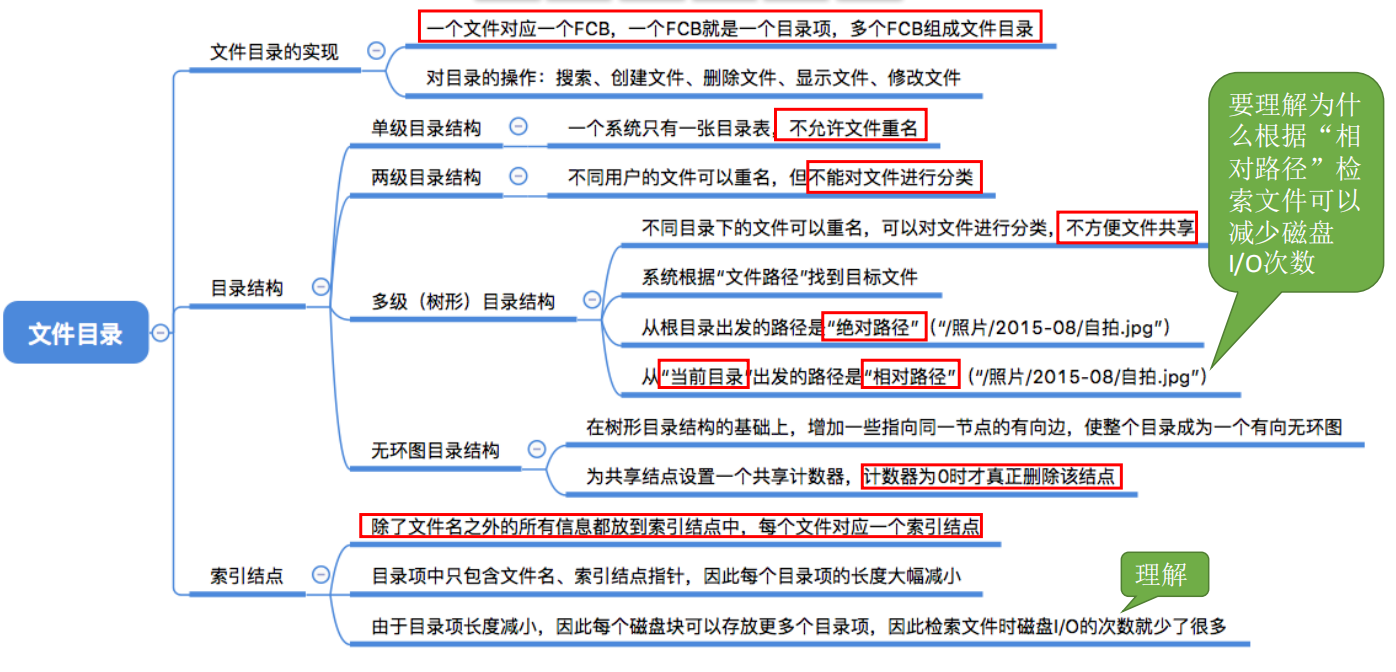 文件目录
文件目录的实现
一个文件对应一个FCB，一个FCB就是一个目录项，多个FCB组成文件目录
对目录的操作：搜索、创建文件、删除文件、显示文件、修改文件
目录结构
单级目录结构
一个系统只有一张目录表，不允许文件重名
两级目录结构
不同用户的文件可以重名，但不能对文件进行分类
多级（树形）目录结构
不同目录下的文件可以重名，可以对文件进行分类，不方便文件共享
系统根据“文件路径”找到目标文件
从根目录出发的路径是“绝对路径”（“/照片/2015-08/自拍.jpg”）
从“当前目录”出发的路径是“相对路径”（“/照片/2015-08/自拍.jpg”）
要理解为什
么根据“相
对路径”检
索文件可以
减少磁盘
I/O次数
无环图目录结构
在树形目录结构的基础上，增加一些指向同一节点的有向边，使整个目录成为一个有向无环图
为共享结点设置一个共享计数器，计数器为0时才真正删除该结点
索引结点
除了文件名之外的所有信息都放到索引结点中，每个文件对应一个索引结点
目录项中只包含文件名、索引结点指针，因此每个目录项的长度大幅减小
由于目录项长度减小，因此每个磁盘块可以存放更多个目录项，因此检索文件时磁盘I/O的次数就少了很多
理解